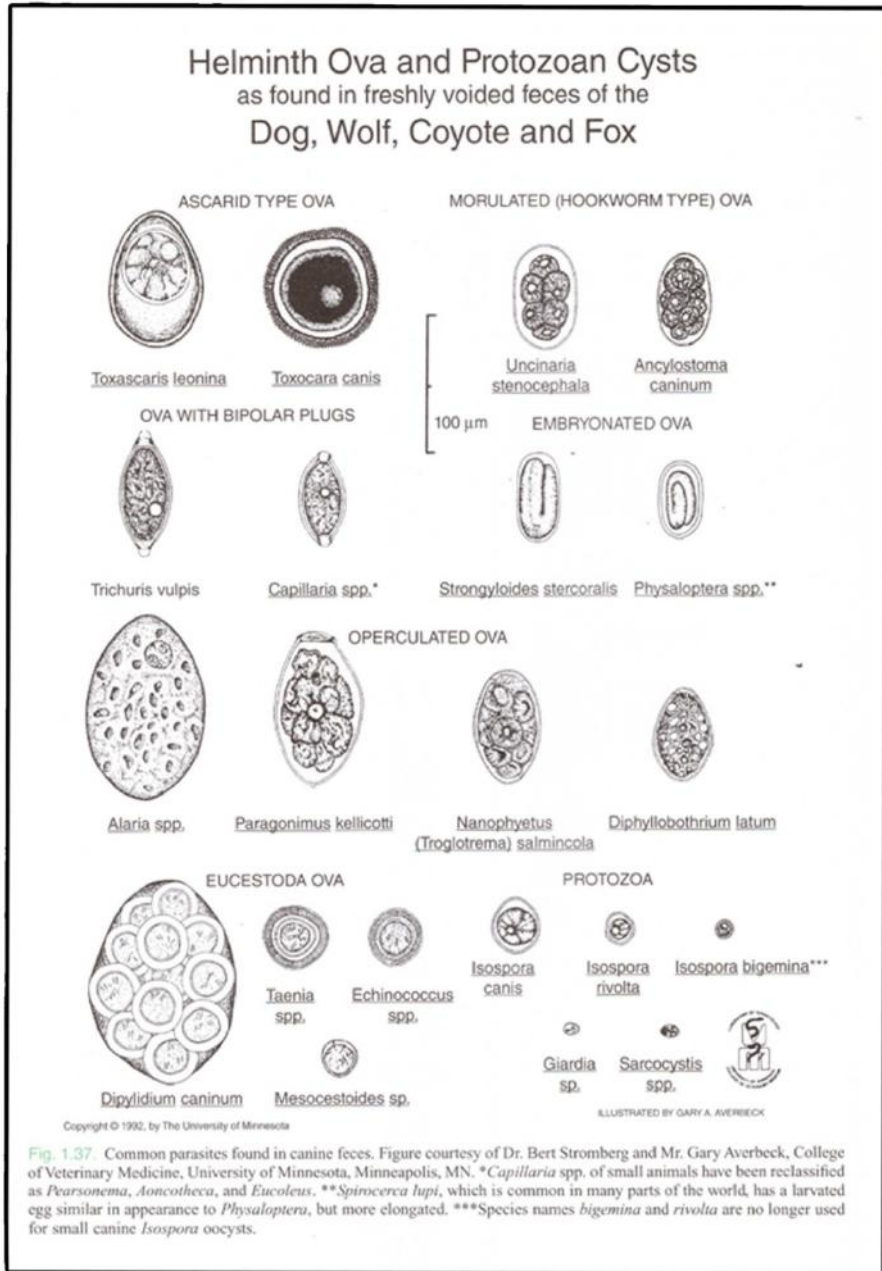 Helminth Ova and Protozoan Cysts
as found in freshly voided feces of the
Dog, Wolf, Coyote and Fox
ASCARID TYPE OVA
MORULATED (HOOKWORM TYPE) OVA
Toxascaris leonina
Toxocara canis
Uncinaria
stenocephala
Ancylostoma
caninum
OVA WITH BIPOLAR PLUGS
100 μm
EMBRYONATED OVA
Trichuris vulpis
Capillaria spp.*
Strongyloides stercoralis
Physaloptera spp.**
OPERCULATED OVA
Alaria spp.
Paragonimus kellicotti
Nanophyetus
(Troglotrema) salmincola
Diphyllobothrium latum
EUCESTODA OVA
PROTOZOA
Taenia
spp.
Echinococcus
spp.
Isospora
canis
Isospora
rivolta
Isospora bigemina***
Dipylidium caninum
Mesocestoides sp.
Giardia
sp.
Sarcocystis
spp.
Copyright © 1992, by The University of Minnesota
ILLUSTRATED BY GARY A. AVERBECK
Fig. 1.37. Common parasites found in canine feces. Figure courtesy of Dr. Bert Stromberg and Mr. Gary Averbeck, College
of Veterinary Medicine, University of Minnesota, Minneapolis, MN. *Capillaria spp. of small animals have been reclassified
as Pearsonema, Aoncotheca, and Eucoleus. **Spirocerca lupi, which is common in many parts of the world, has a larvated
egg similar in appearance to Physaloptera, but more elongated. ***Species names bigemina and rivolta are no longer used
for small canine Isospora oocysts.